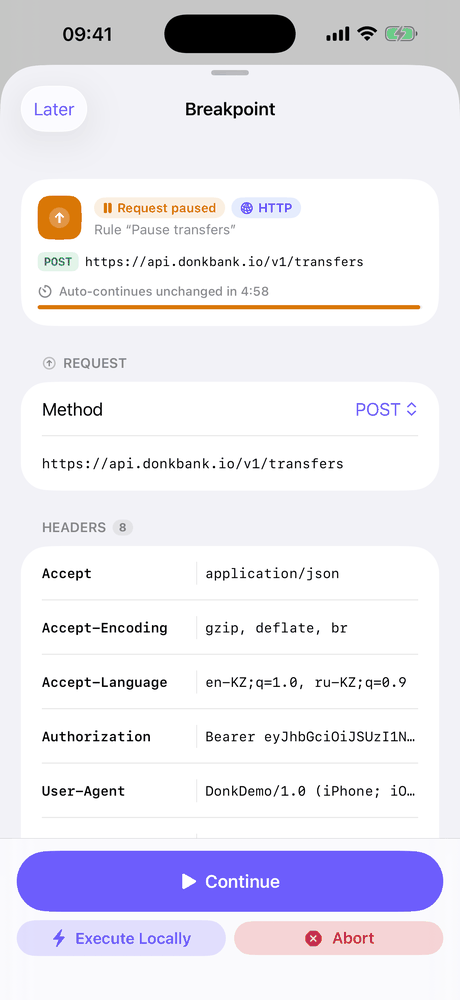 09:41
Later
Breakpoint
Request paused
HTTP
Rule “Pause transfers”
POST https://api.donkbank.io/v1/transfers
Auto-continues unchanged in 4:58
REQUEST
Method POST
https://api.donkbank.io/v1/transfers
HEADERS 8
Accept application/json
Accept-Encoding gzip, deflate, br
Accept-Language en-KZ;q=1.0, ru-KZ;q=0.9
Authorization Bearer eyJhbGciOiJSUzI1N…
User-Agent DonkDemo/1.0 (iPhone; iO…
Continue
Execute Locally
Abort